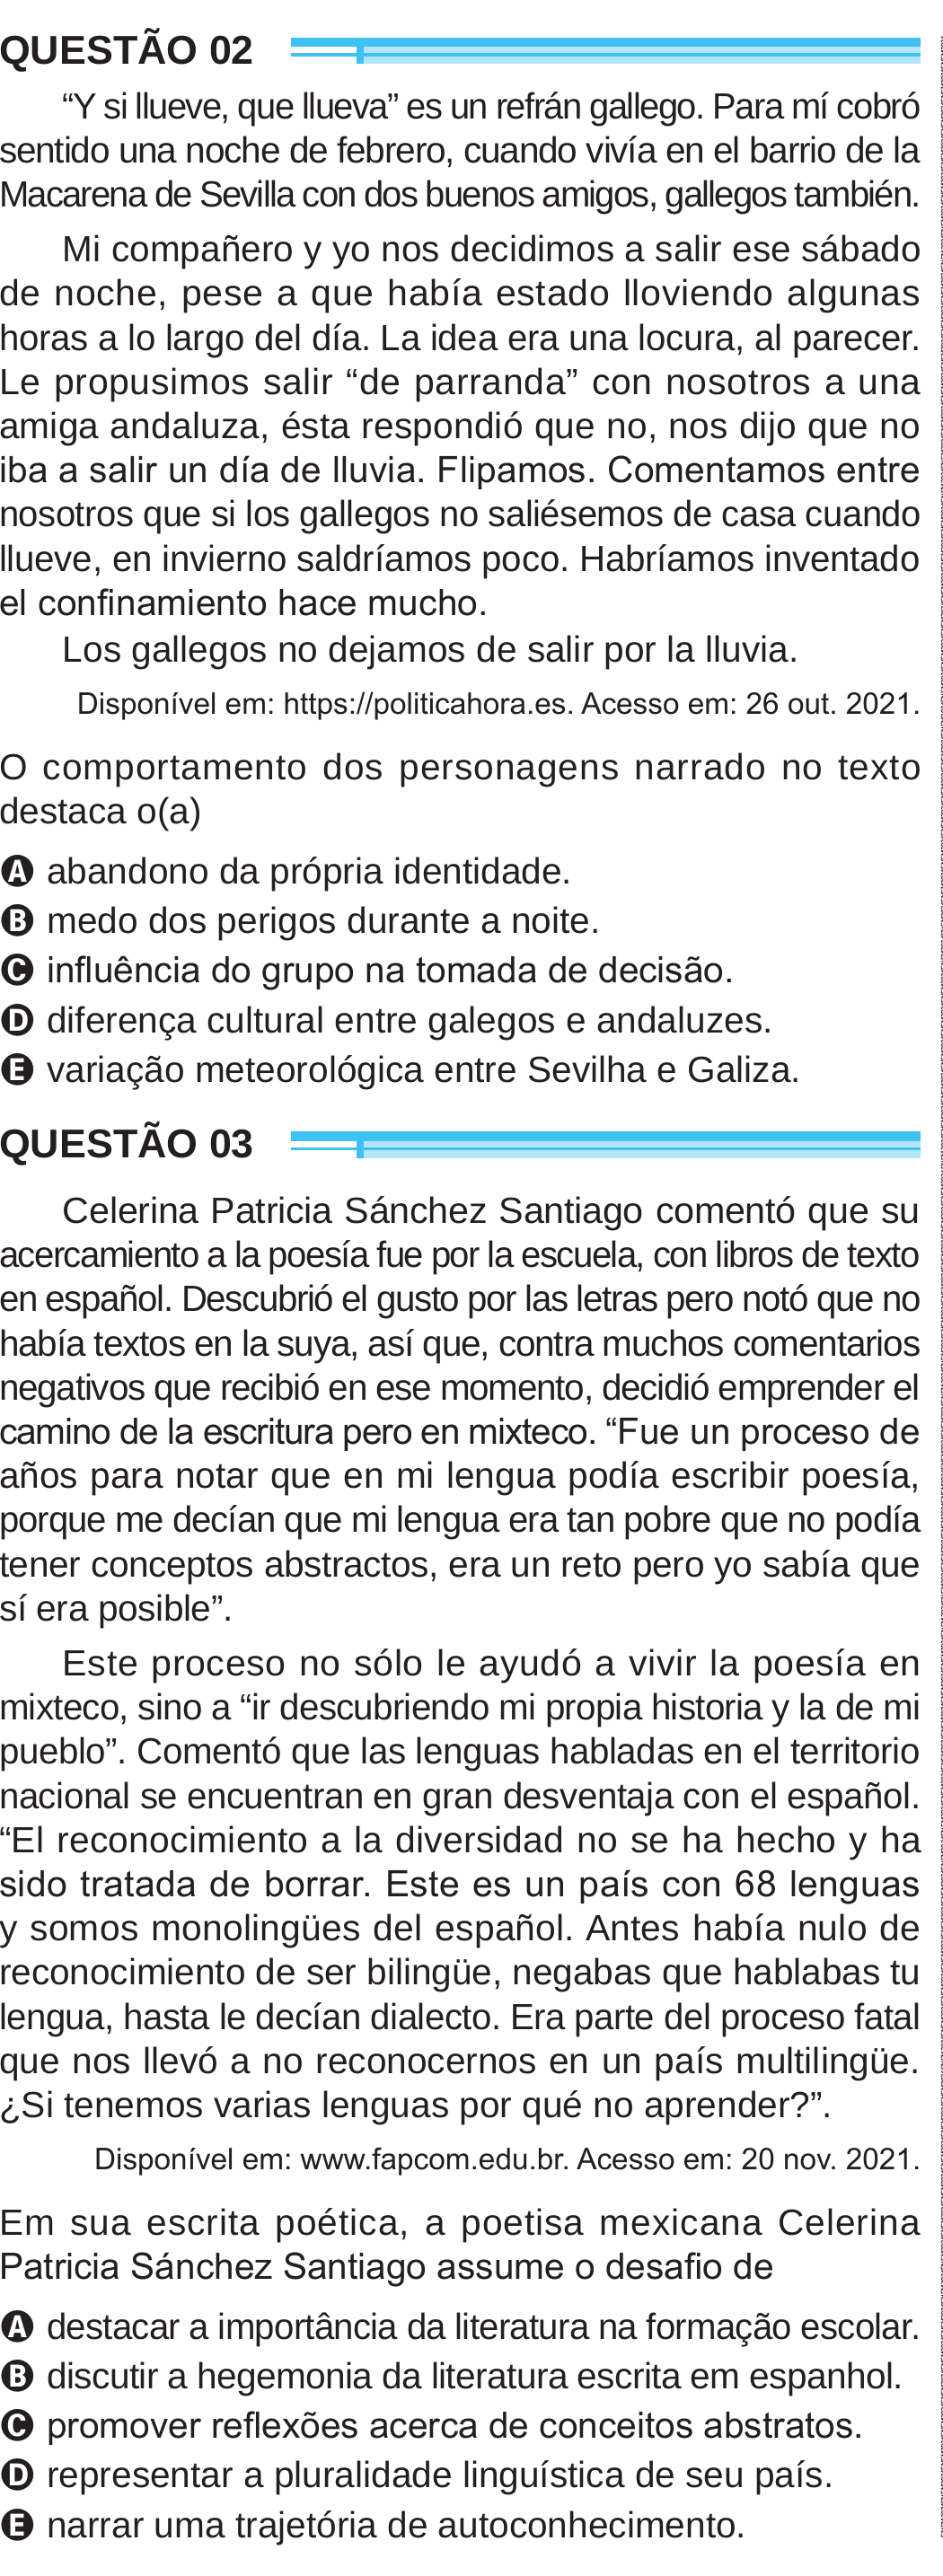 QUESTÃO 02
“Y si llueve, que llueva” es un refrán gallego. Para mí cobró
sentido una noche de febrero, cuando vivía en el barrio de la
Macarena de Sevilla con dos buenos amigos, gallegos también.
Mi compañero y yo nos decidimos a salir ese sábado
de noche, pese a que había estado lloviendo algunas
horas a lo largo del día. La idea era una locura, al parecer.
Le propusimos salir “de parranda” con nosotros a una
amiga andaluza, ésta respondió que no, nos dijo que no
iba a salir un día de lluvia. Flipamos. Comentamos entre
nosotros que si los gallegos no saliésemos de casa cuando
llueve, en invierno saldríamos poco. Habríamos inventado
el confinamiento hace mucho.
Los gallegos no dejamos de salir por la lluvia.
Disponível em: https://politicahora.es. Acesso em: 26 out. 2021.
O comportamento dos personagens narrado no texto
destaca o(a)
A abandono da própria identidade.
B medo dos perigos durante a noite.
C influência do grupo na tomada de decisão.
D diferença cultural entre galegos e andaluzes.
E variação meteorológica entre Sevilha e Galiza.
QUESTÃO 03
Celerina Patricia Sánchez Santiago comentó que su
acercamiento a la poesía fue por la escuela, con libros de texto
en español. Descubrió el gusto por las letras pero notó que no
había textos en la suya, así que, contra muchos comentarios
negativos que recibió en ese momento, decidió emprender el
camino de la escritura pero en mixteco. “Fue un proceso de
años para notar que en mi lengua podía escribir poesía,
porque me decían que mi lengua era tan pobre que no podía
tener conceptos abstractos, era un reto pero yo sabía que
sí era posible”.
Este proceso no sólo le ayudó a vivir la poesía en
mixteco, sino a “ir descubriendo mi propia historia y la de mi
pueblo”. Comentó que las lenguas habladas en el territorio
nacional se encuentran en gran desventaja con el español.
“El reconocimiento a la diversidad no se ha hecho y ha
sido tratada de borrar. Este es un país con 68 lenguas
y somos monolingües del español. Antes había nulo de
reconocimiento de ser bilingüe, negabas que hablabas tu
lengua, hasta le decían dialecto. Era parte del proceso fatal
que nos llevó a no reconocernos en un país multilingüe.
¿Si tenemos varias lenguas por qué no aprender?”.
Disponível em: www.fapcom.edu.br. Acesso em: 20 nov. 2021.
Em sua escrita poética, a poetisa mexicana Celerina
Patricia Sánchez Santiago assume o desafio de
A destacar a importância da literatura na formação escolar.
B discutir a hegemonia da literatura escrita em espanhol.
C promover reflexões acerca de conceitos abstratos.
D representar a pluralidade linguística de seu país.
E narrar uma trajetória de autoconhecimento.